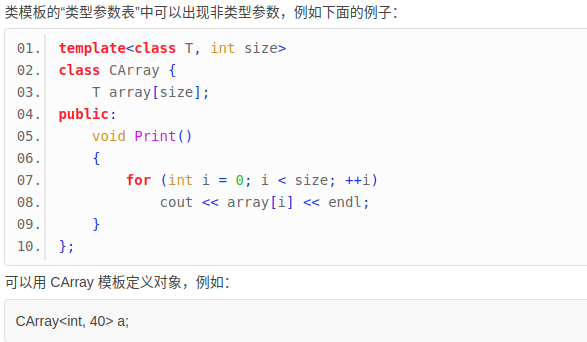 类模板的“类型参数表”中可以出现非类型参数，例如下面的例子：
01. template<class T, int size>
02. class CArray {
03.     T array[size];
04. public:
05.     void Print()
06.     {
07.         for (int i = 0; i < size; ++i)
08.             cout << array[i] << endl;
09.     }
10. };
可以用 CArray 模板定义对象，例如：
CArray<int, 40> a;